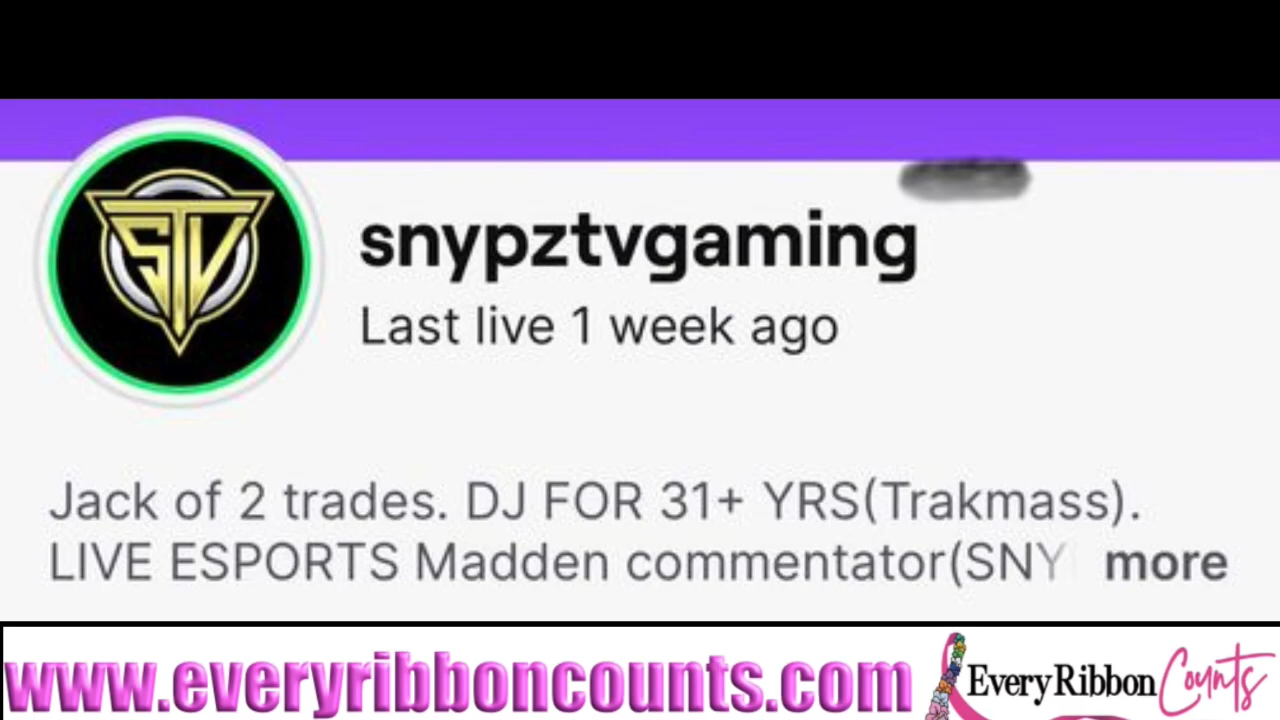 STV
snypztvgaming
Last live 1 week ago
Jack of 2 trades. DJ FOR 31+ YRS(Trakmass).
LIVE ESPORTS Madden commentator(SNY more
www.everyribboncounts.com
Every Ribbon Counts